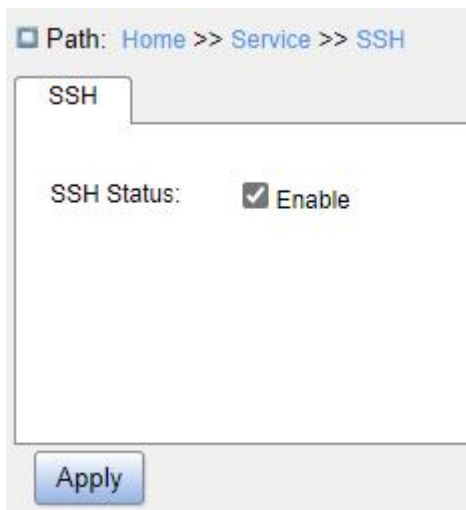 Path: Home >> Service >> SSH
SSH
SSH Status: Enable
Apply